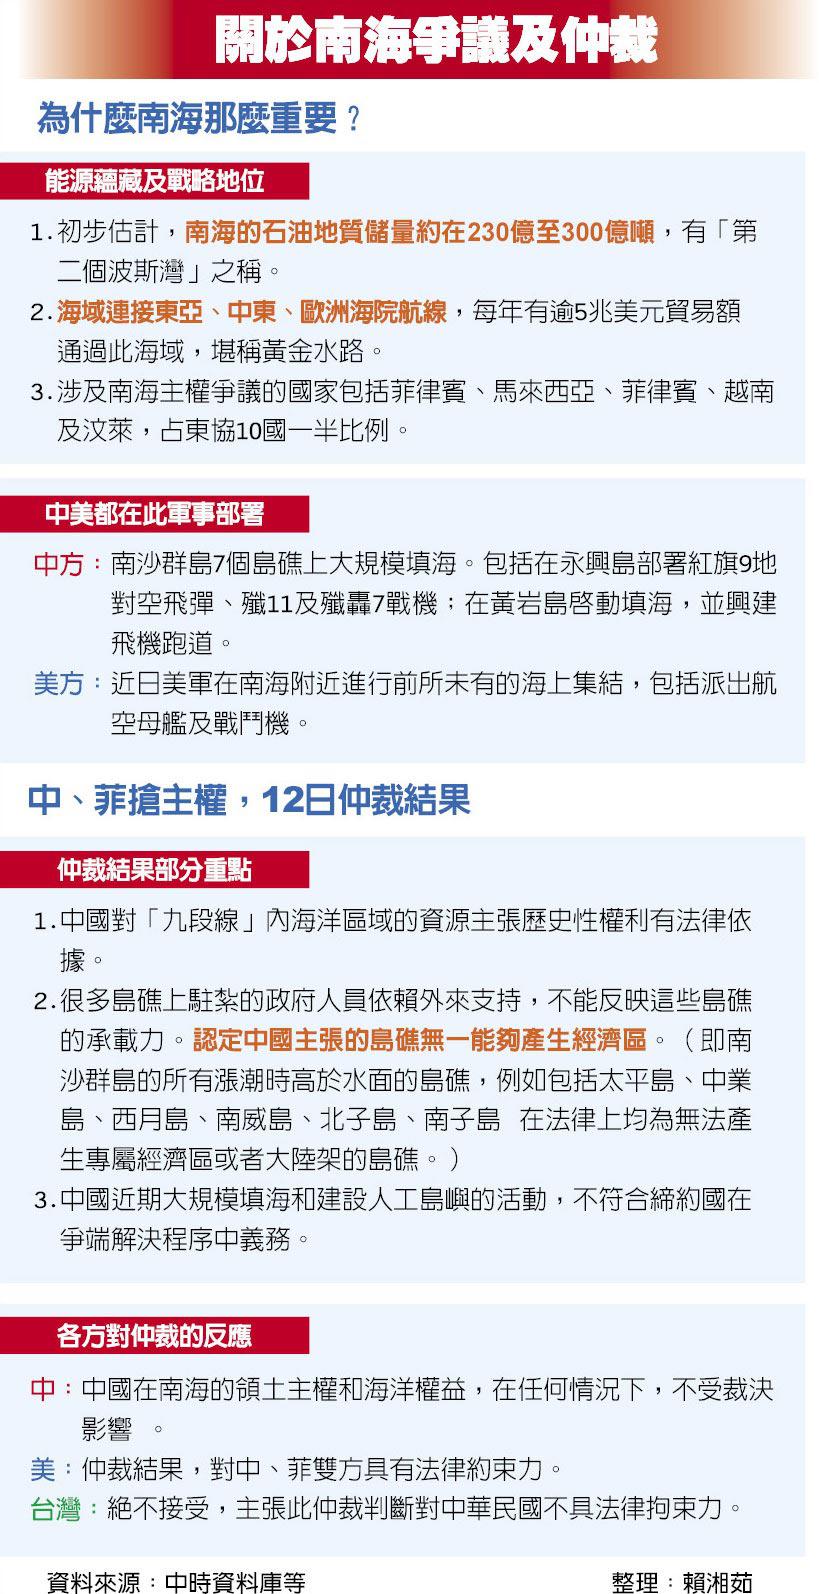 關於南海爭議及仲裁
為什麼南海那麼重要？
能源蘊藏及戰略地位
1.初步估計，南海的石油地質儲量約在230億至300億噸，有「第
二個波斯灣」之稱。
2.海域連接東亞、中東、歐洲海院航線，每年有逾5兆美元貿易額
通過此海域，堪稱黃金水路。
3.涉及南海主權爭議的國家包括菲律賓、馬來西亞、菲律賓、越南
及汶萊，占東協10國一半比例。
中美都在此軍事部署
中方：南沙群島7個島礁上大規模填海。包括在永興島部署紅旗9地
對空飛彈、殲11及殲轟7戰機；在黃岩島啓動填海，並興建
飛機跑道。
美方：近日美軍在南海附近進行前所未有的海上集結，包括派出航
空母艦及戰鬥機。
中、菲搶主權，12日仲裁結果
仲裁結果部分重點
1.中國對「九段線」內海洋區域的資源主張歷史性權利有法律依
據。
2.很多島礁上駐紮的政府人員依賴外來支持，不能反映這些島礁
的承載力。認定中國主張的島礁無一能夠產生經濟區。（即南
沙群島的所有漲潮時高於水面的島礁，例如包括太平島、中業
島、西月島、南威島、北子島、南子島 在法律上均為無法產
生專屬經濟區或者大陸架的島礁。）
3.中國近期大規模填海和建設人工島嶼的活動，不符合締約國在
爭端解決程序中義務。
各方對仲裁的反應
中：中國在南海的領土主權和海洋權益，在任何情況下，不受裁決
影響 。
美：仲裁結果，對中、菲雙方具有法律約束力。
台灣：絕不接受，主張此仲裁判斷對中華民國不具法律拘束力。
資料來源：中時資料庫等
整理：賴湘茹